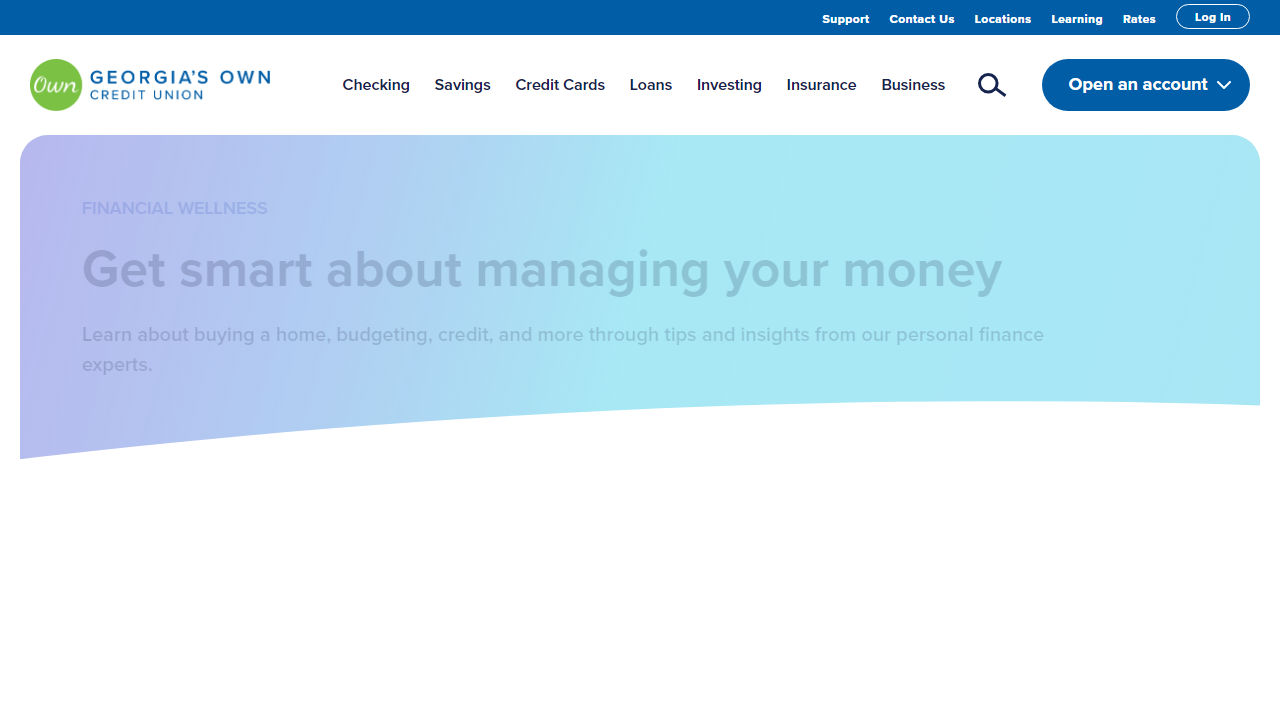 Support Contact Us Locations Learning Rates Log In
Own GEORGIA'S OWN
CREDIT UNION
Checking Savings Credit Cards Loans Investing Insurance Business
Open an account
FINANCIAL WELLNESS
Get smart about managing your money
Learn about buying a home, budgeting, credit, and more through tips and insights from our personal finance
experts.